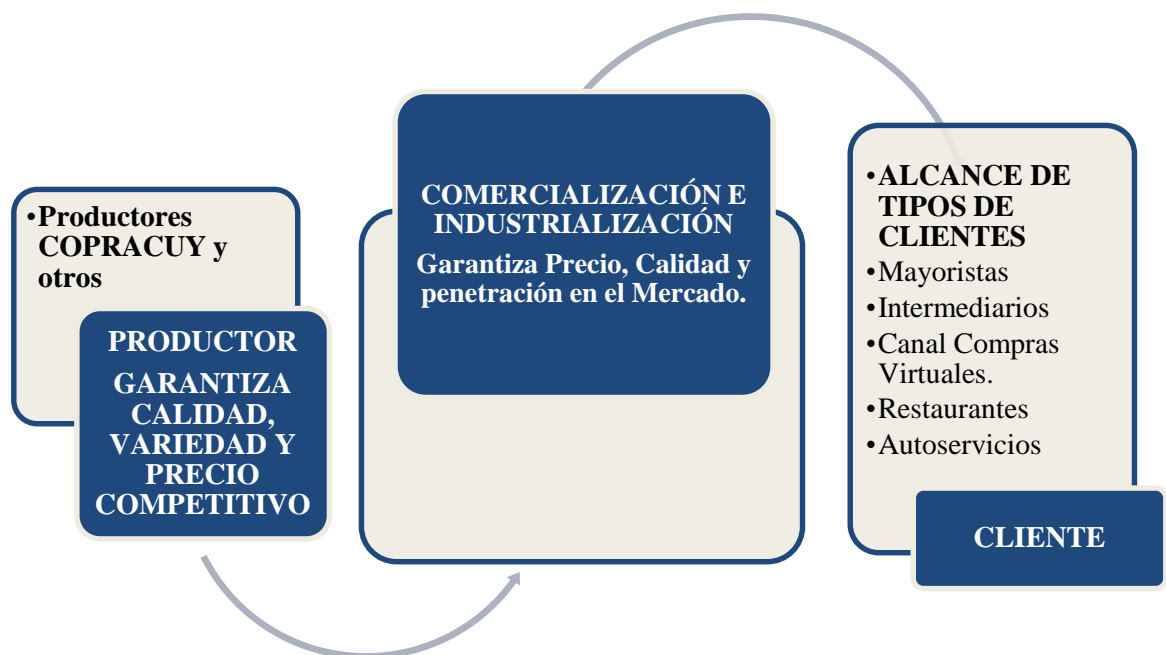 •Productores
COPRACUY y
otros
PRODUCTOR
GARANTIZA
CALIDAD,
VARIEDAD Y
PRECIO
COMPETITIVO
COMERCIALIZACIÓN E
INDUSTRIALIZACIÓN
Garantiza Precio, Calidad y
penetración en el Mercado.
•ALCANCE DE
TIPOS DE
CLIENTES
•Mayoristas
•Intermediarios
•Canal Compras
Virtuales.
•Restaurantes
•Autoservicios
CLIENTE